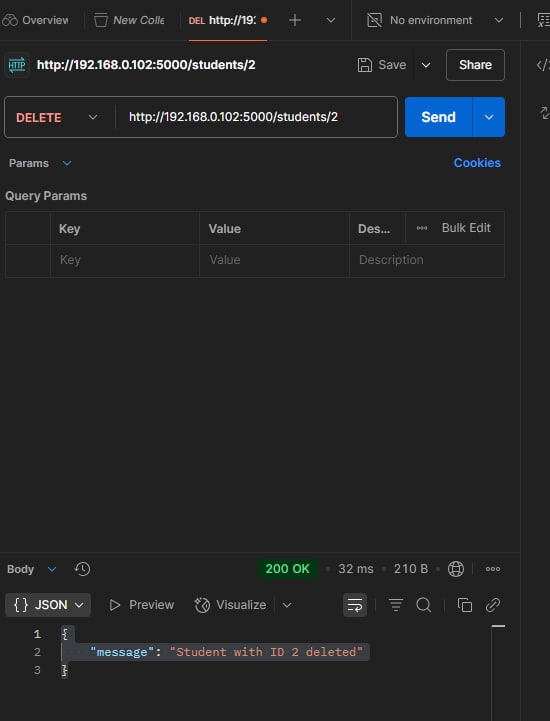 Overview New Colle DEL http://192 No environment
HTTP http://192.168.0.102:5000/students/2 Save Share
DELETE http://192.168.0.102:5000/students/2 Send
Params Cookies
Query Params
Key Value Des... Bulk Edit
Key Value Description
Body 200 OK • 32 ms • 210 B •
{} JSON Preview Visualize
1 {
2 "message": "Student with ID 2 deleted"
3 }